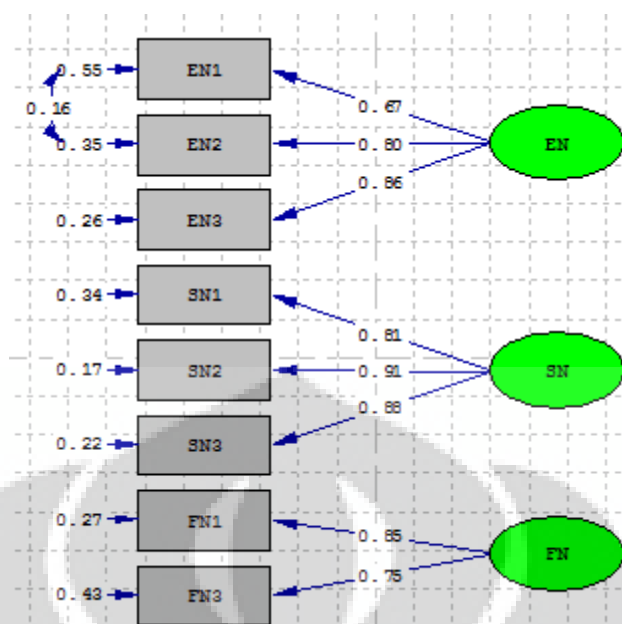 0.55 EN1
0.67
0.16
0.35 EN2 0.80 EN
0.86
0.26 EN3
0.34 SN1
0.81
0.17 SN2 0.91 SN
0.88
0.22 SN3
0.27 FN1
0.85
FN
0.75
0.43 FN3